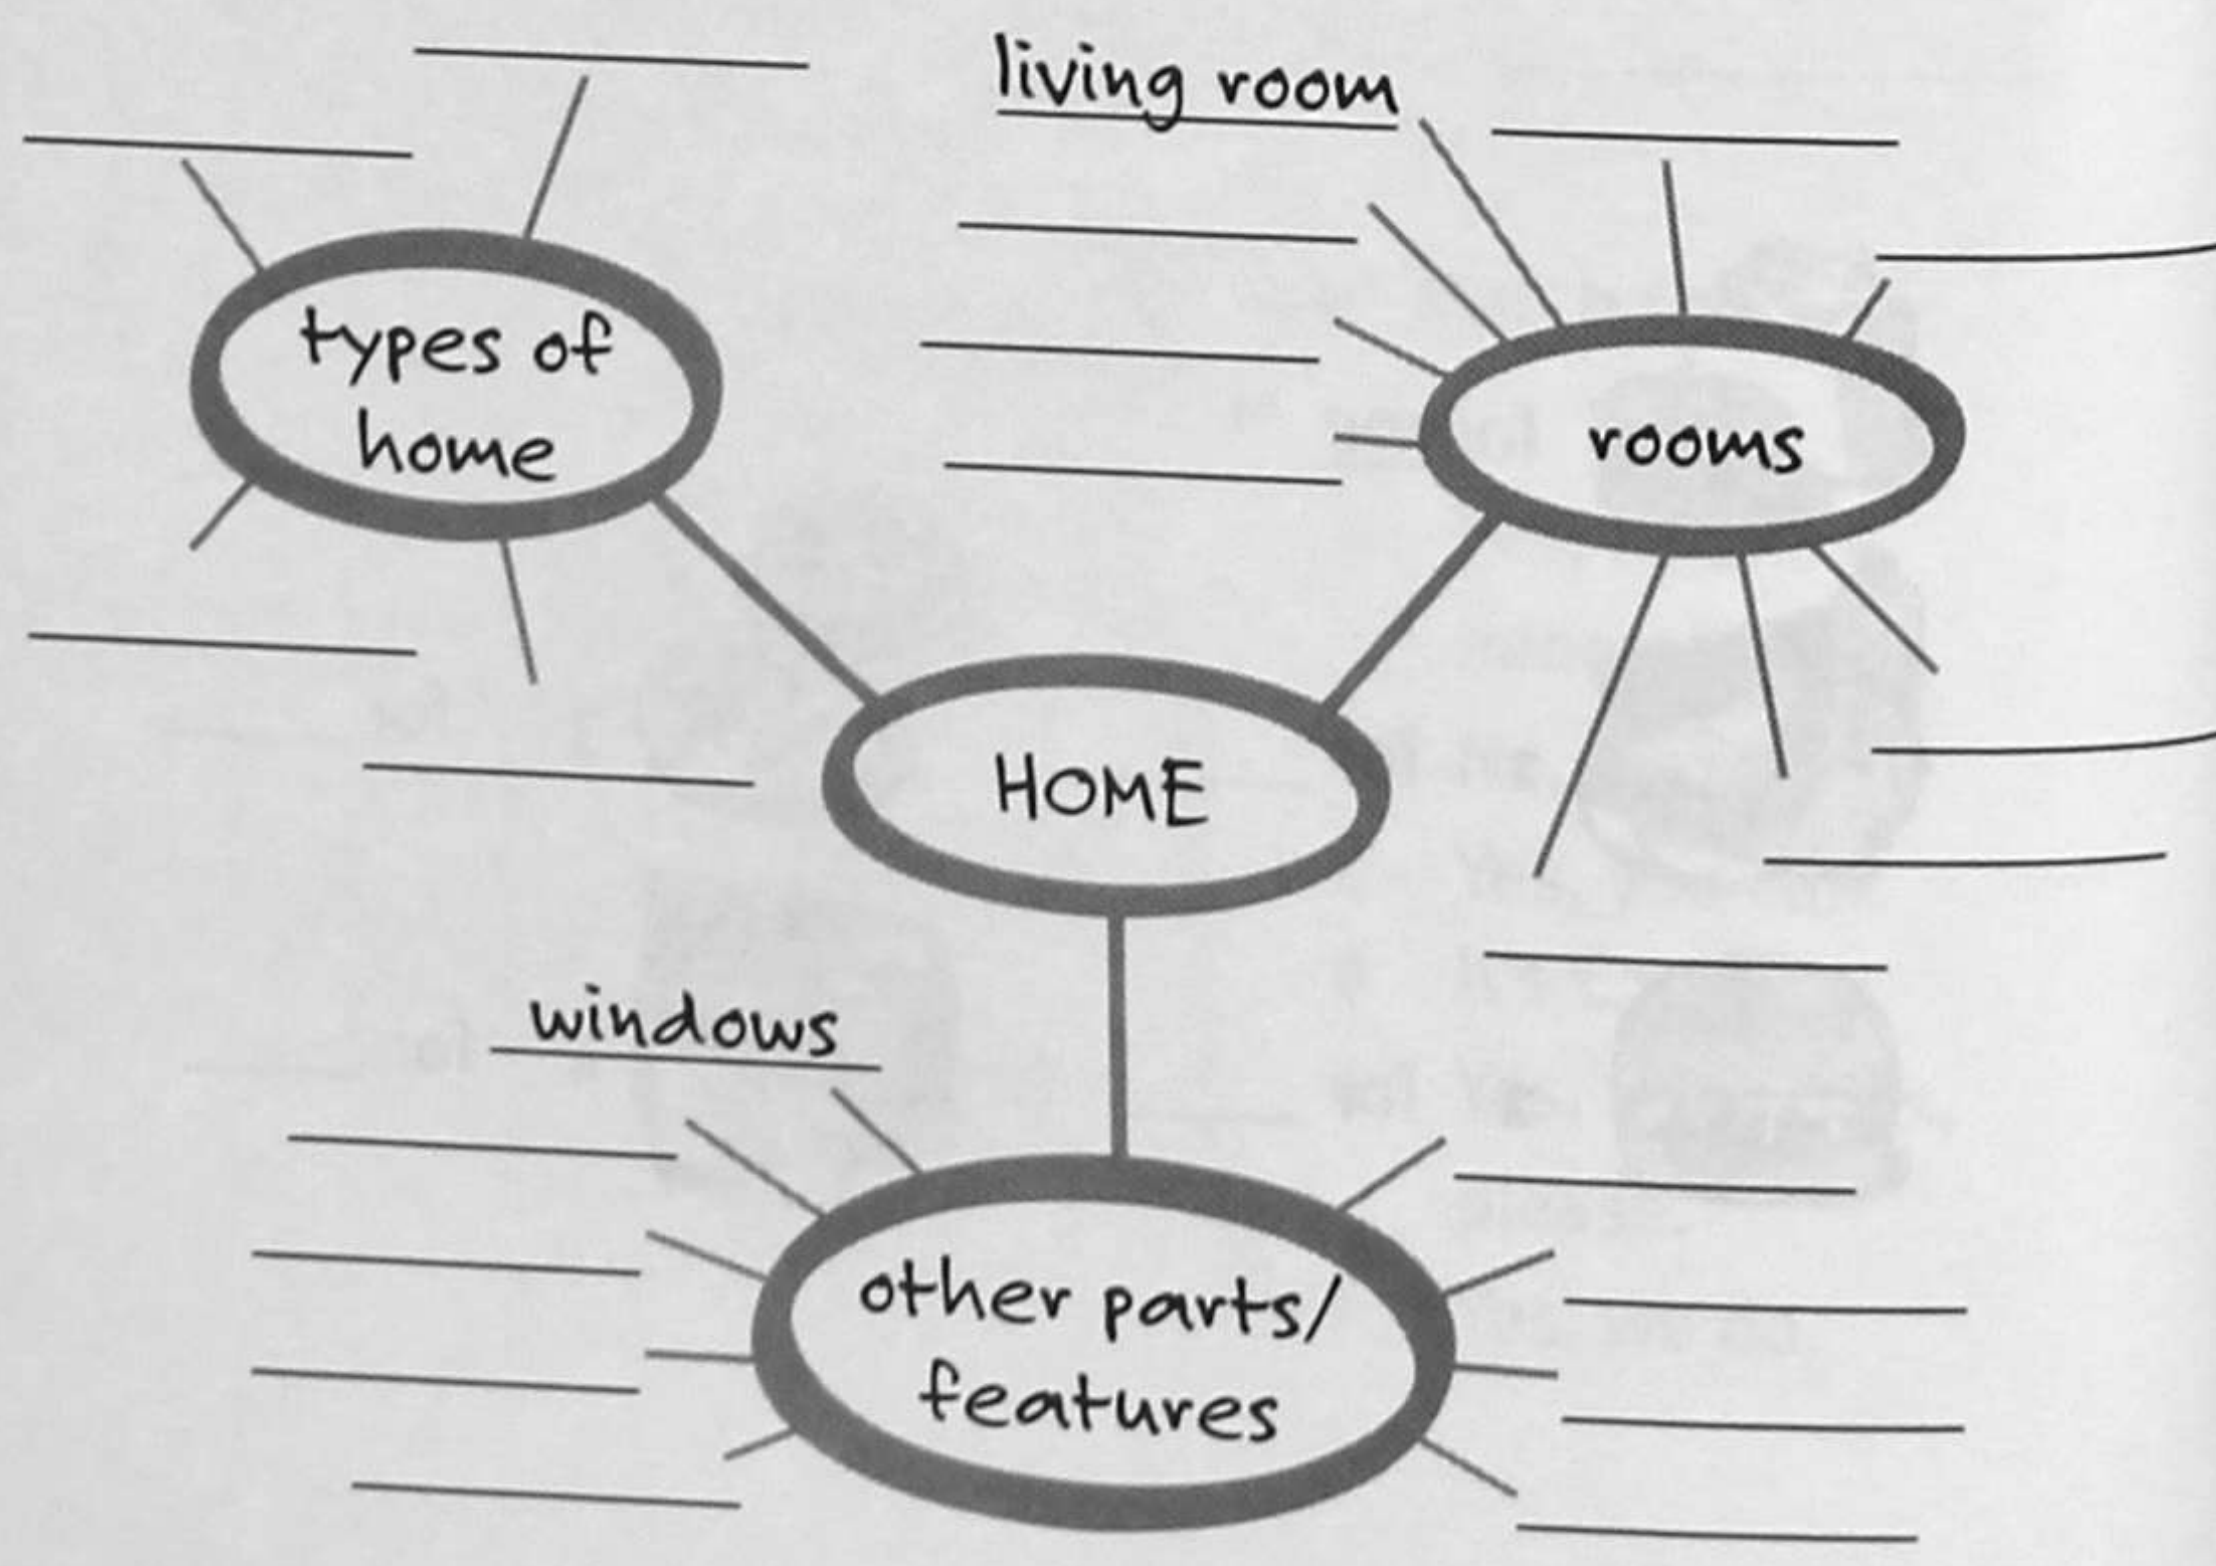 living room
types of
home
rooms
HOME
windows
other parts/
features